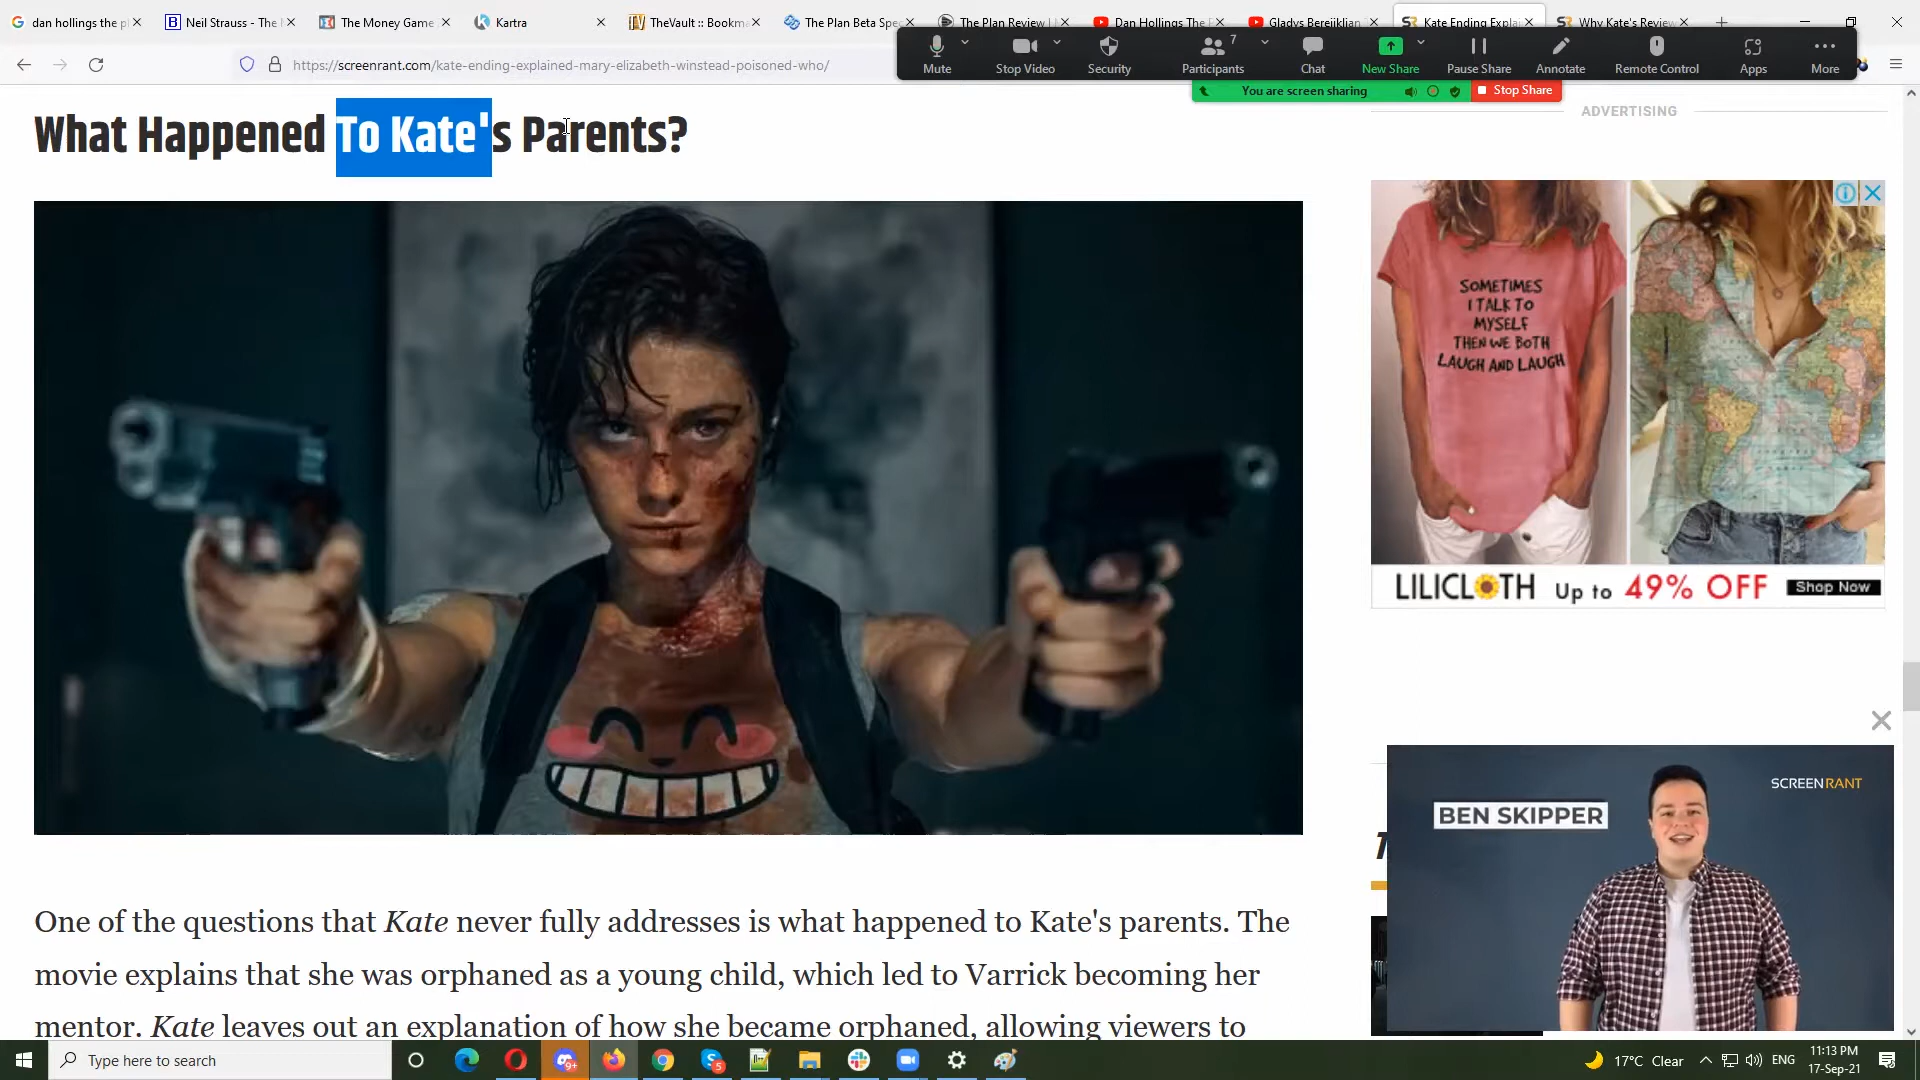 dan hollings the p
Neil Strauss - The
The Money Game
Kartra
TheVault :: Bookm
The Plan Beta Spec
The Plan Review |
Dan Hollings The
Gladys Berejiklian
Kate Ending Explai
Why Kate's Review
https://screenrant.com/kate-ending-explained-mary-elizabeth-winstead-poisoned-who/
7
Mute
Stop Video
Security
Participants
Chat
New Share
Pause Share
Annotate
Remote Control
Apps
More
You are screen sharing
Stop Share
What Happened To Kate's Parents?
ADVERTISING
SOMETIMES
I TALK TO
MYSELF
THEN WE BOTH
LAUGH AND LAUGH
LILICLOTH Up to 49% OFF Shop Now
SCREENRANT
BEN SKIPPER
One of the questions that Kate never fully addresses is what happened to Kate's parents. The
movie explains that she was orphaned as a young child, which led to Varrick becoming her
mentor. Kate leaves out an explanation of how she became orphaned, allowing viewers to
Type here to search
9+
5
17°C Clear
ENG
11:13 PM
17-Sep-21